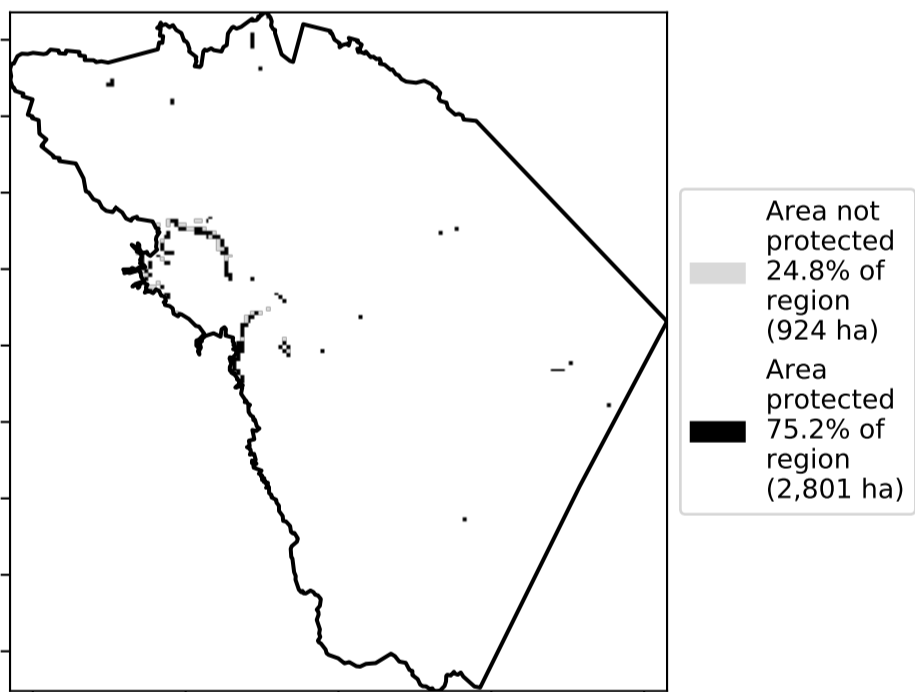 Area not
protected
24.8% of
region
(924 ha)
Area
protected
75.2% of
region
(2,801 ha)